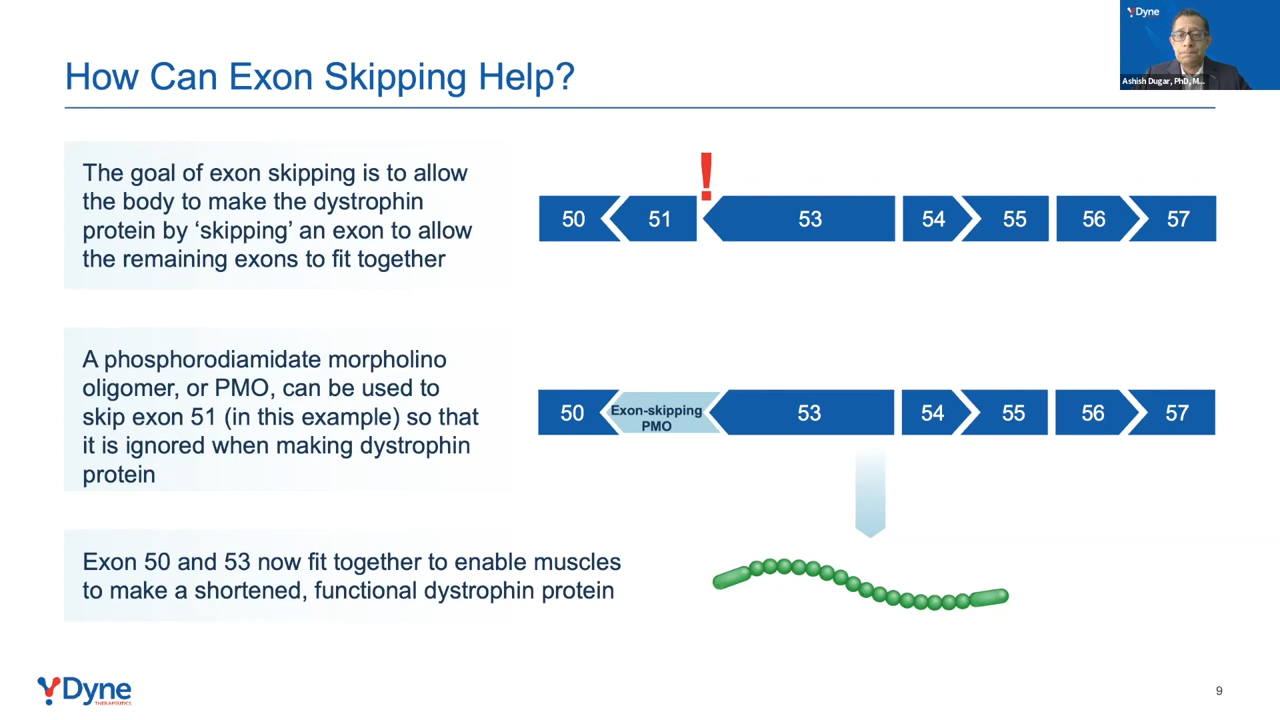 Dyne
Ashish Dugar, PhD, M...
How Can Exon Skipping Help?
The goal of exon skipping is to allow
the body to make the dystrophin
protein by ‘skipping’ an exon to allow
the remaining exons to fit together
!
50 51 53 54 55 56 57
A phosphorodiamidate morpholino
oligomer, or PMO, can be used to
skip exon 51 (in this example) so that
it is ignored when making dystrophin
protein
50 Exon-skipping 53 54 55 56 57
PMO
Exon 50 and 53 now fit together to enable muscles
to make a shortened, functional dystrophin protein
Dyne
THERAPEUTICS
9